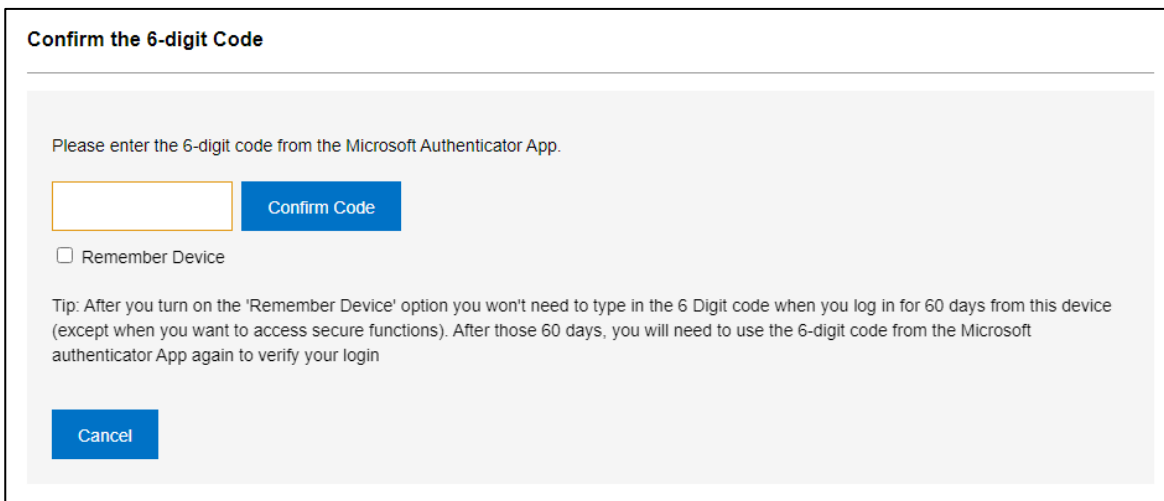 Confirm the 6-digit Code
Please enter the 6-digit code from the Microsoft Authenticator App.
Confirm Code
Remember Device
Tip: After you turn on the 'Remember Device' option you won't need to type in the 6 Digit code when you log in for 60 days from this device
(except when you want to access secure functions). After those 60 days, you will need to use the 6-digit code from the Microsoft
authenticator App again to verify your login
Cancel